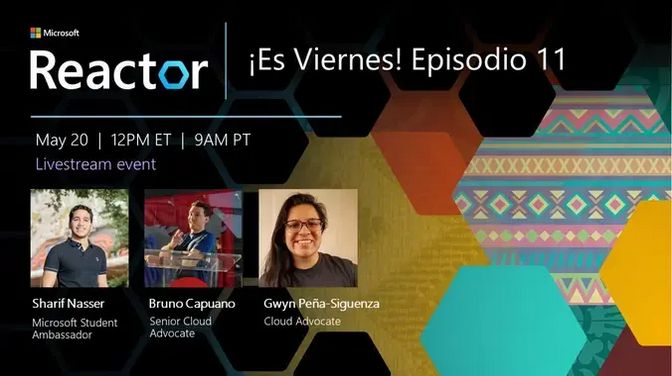 Microsoft
Reactor
¡Es Viernes! Episodio 11
May 20 | 12PM ET | 9AM PT
Livestream event
Sharif Nasser
Microsoft Student
Ambassador
Bruno Capuano
Senior Cloud
Advocate
Gwyn Peña-Siguenza
Cloud Advocate